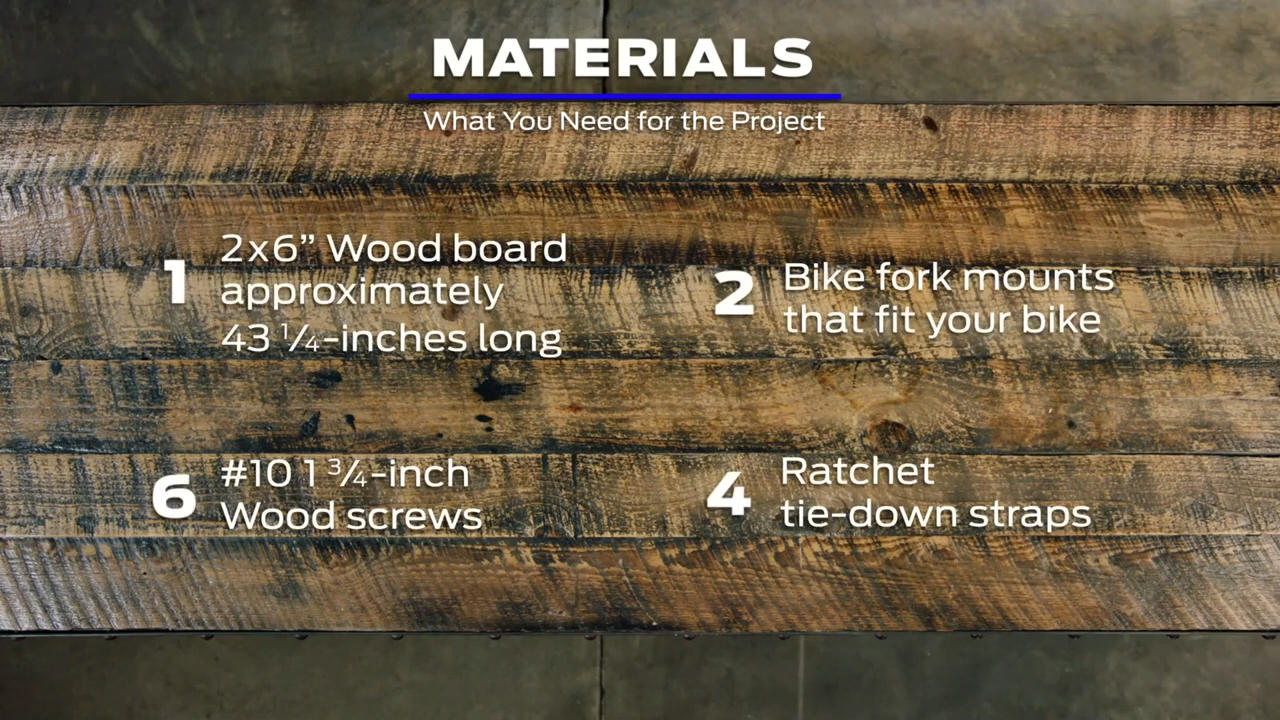 MATERIALS
What You Need for the Project
1
2x6” Wood board
approximately
43 ¼-inches long
2
Bike fork mounts
that fit your bike
6
#10 1 ¾-inch
Wood screws
4
Ratchet
tie-down straps